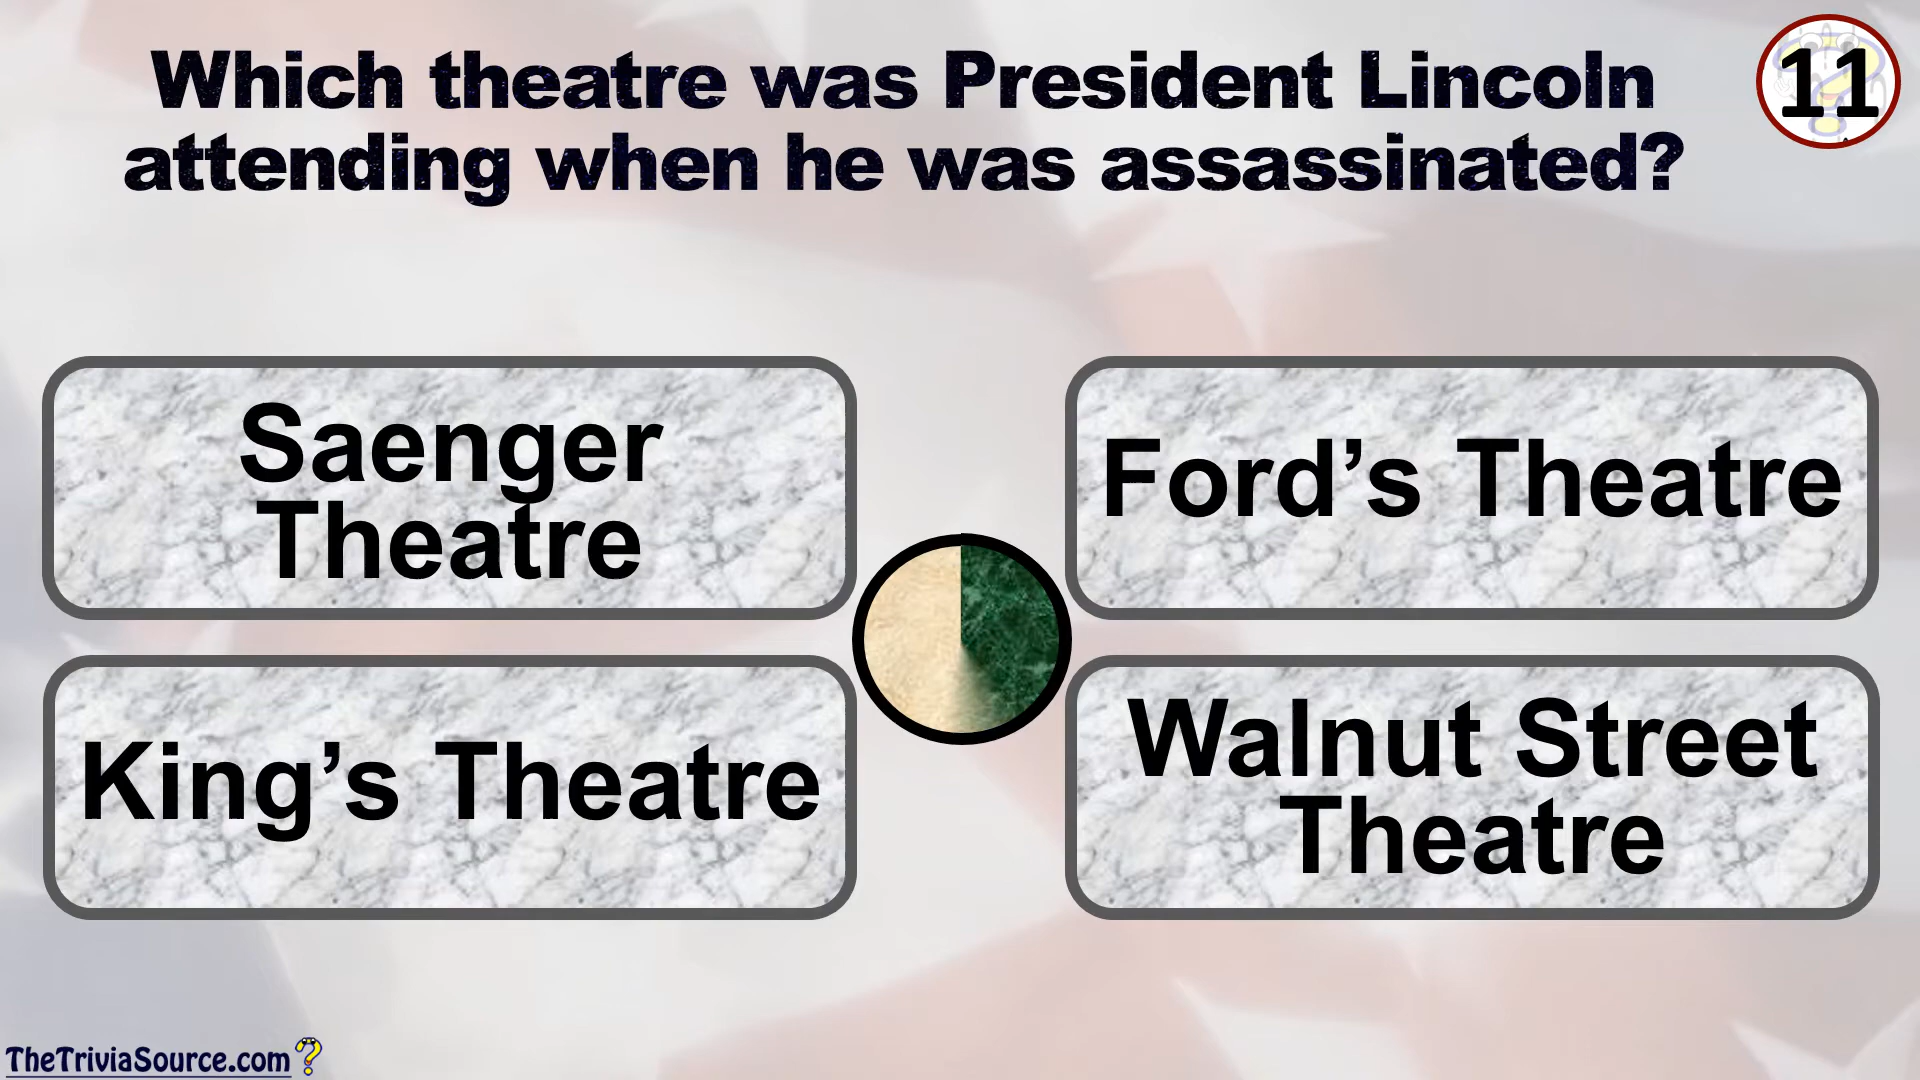 Which theatre was President Lincoln
attending when he was assassinated?
11
Saenger
Theatre
Ford’s Theatre
King’s Theatre
Walnut Street
Theatre
TheTriviaSource.com?